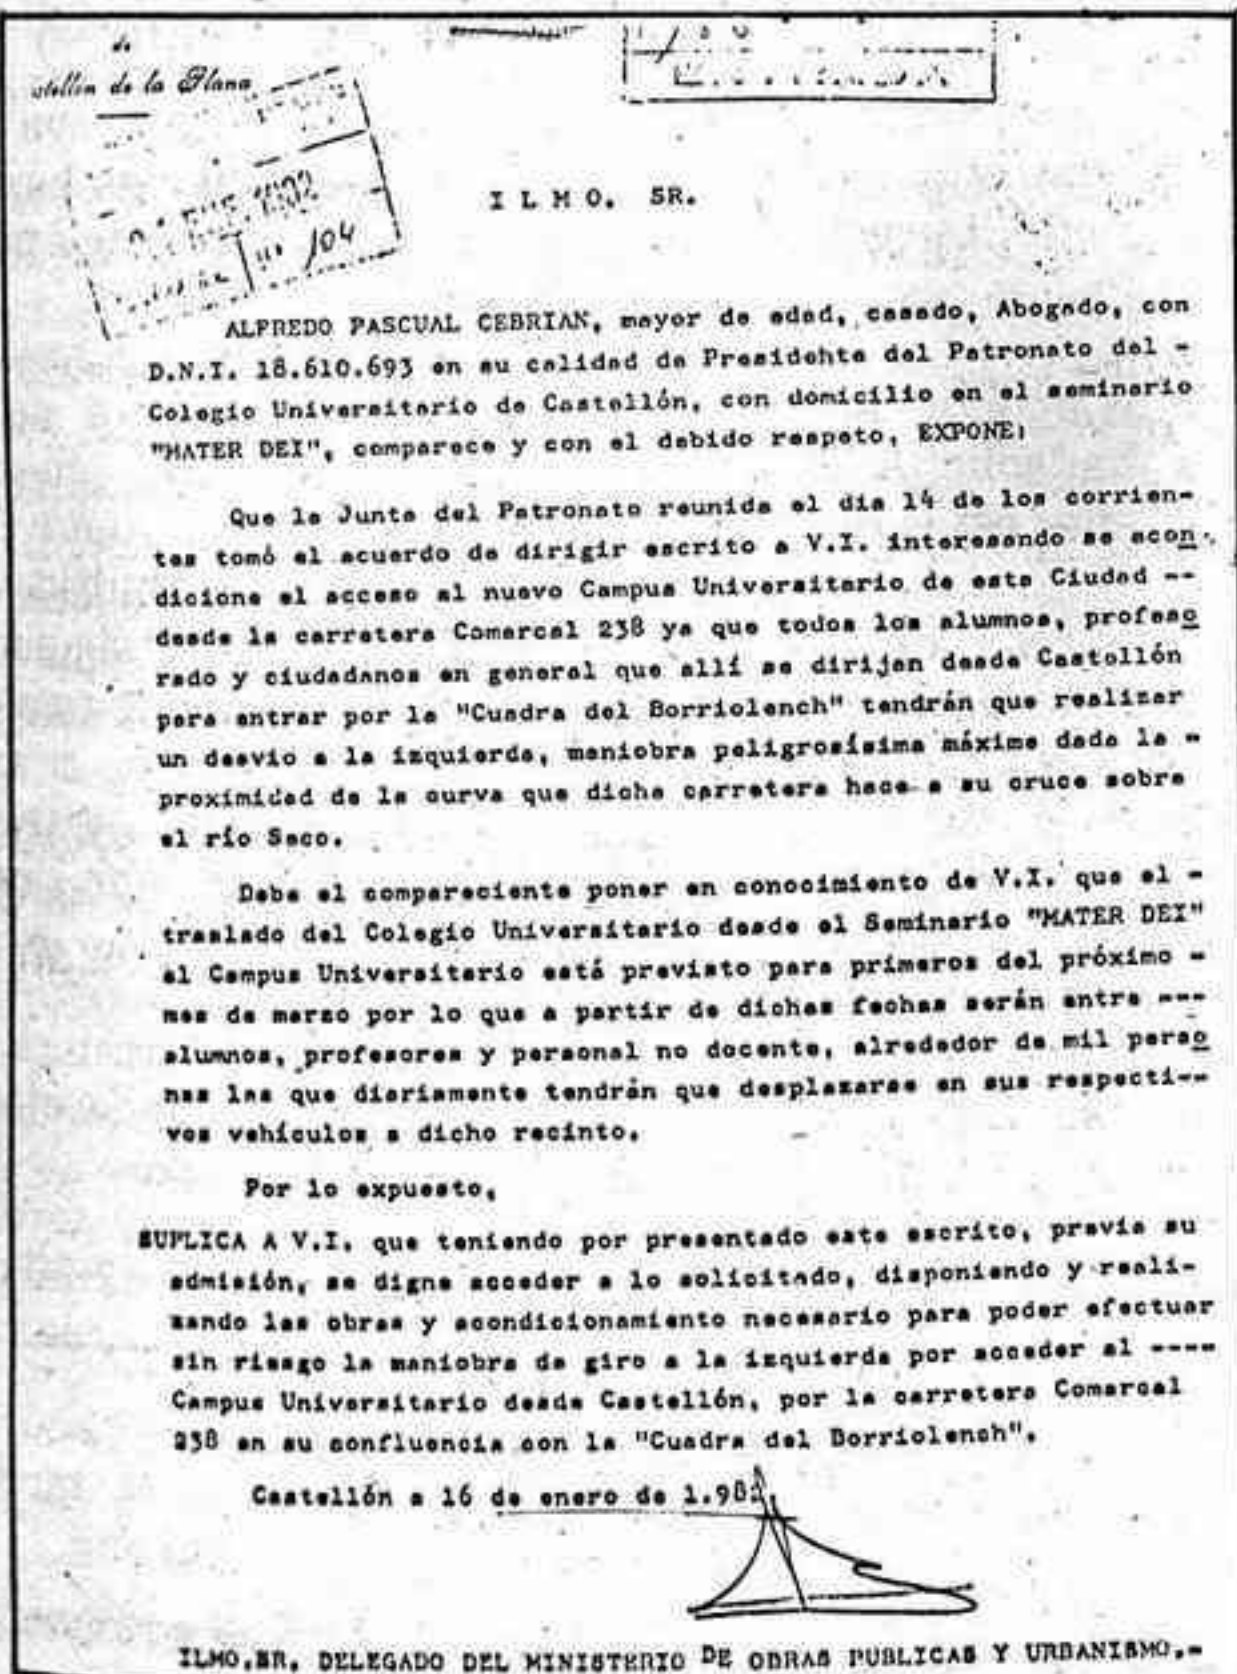 de
de la Plana
ENE. 1982
nº 104
I L M O. SR.
ALFREDO PASCUAL CEBRIAN, mayor de edad, casado, Abogado, con
D.N.I. 18.610.693 en su calidad de Presidehte del Patronato del -
Colegio Universitario de Castellón, con domicilio en el seminario
"MATER DEI", comparece y con el debido respeto, EXPONE:
Que la Junta del Patronato reunida el dia 14 de los corrien-
tes tomó el acuerdo de dirigir escrito a V.I. interesando se acon
dicione el acceso al nuevo Campus Universitario de esta Ciudad --
desde la carretera Comarcal 238 ya que todos los alumnos, profeso
rado y ciudadanos en general que allí se dirijan desde Castellón
para entrar por la "Cuadra del Borriolench" tendrán que realizar
un desvio a la izquierda, maniobra peligrosísima máxime dada la -
proximidad de la curva que dicha carretera hace a su cruce sobre
el río Seco.
Debe el compareciente poner en conocimiento de V.I. que el -
traslado del Colegio Universitario desde el Seminario "MATER DEI"
al Campus Universitario está previsto para primeros del próximo -
mes de marzo por lo que a partir de dichas fechas serán entre ---
alumnos, profesores y personal no docente, alrededor de mil perso
nas las que diariamente tendrán que desplazarse en sus respecti--
vos vehículos a dicho recinto.
Por lo expuesto,
SUPLICA A V.I. que teniendo por presentado este escrito, previa su
admisión, se digne acceder a lo solicitado, disponiendo y reali-
zando las obras y acondicionamiento necesario para poder efectuar
sin riesgo la maniobra de giro a la izquierda por acceder al ----
Campus Universitario desde Castellón, por la carretera Comarcal
238 en su confluencia con la "Cuadra del Borriolench".
Castellón a 16 de enero de 1.982.
ILMO.SR. DELEGADO DEL MINISTERIO DE OBRAS PUBLICAS Y URBANISMO.-